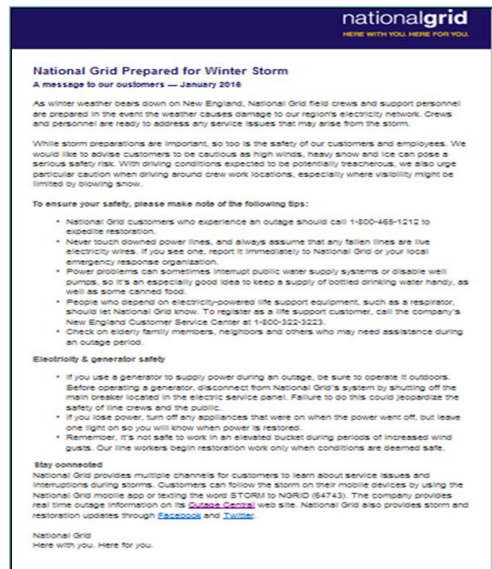 nationalgrid
HERE WITH YOU. HERE FOR YOU.
National Grid Prepared for Winter Storm
A message to our customers — January 2016
As winter weather bears down on New England, National Grid field crews and support personnel
are prepared in the event the weather causes damage to our region's electricity network. Crews
and personnel are ready to address any service issues that may arise from the storm.
While storm preparations are important, so too is the safety of our customers and employees. We
would like to advise customers to be cautious as high winds, heavy snow and ice can pose a
serious safety risk. With driving conditions expected to be potentially treacherous, we also urge
particular caution when driving around crew work locations, especially where visibility might be
limited by blowing snow.
To ensure your safety, please make note of the following tips:
• National Grid customers who experience an outage should call 1-800-465-1212 to
expedite restoration.
• Never touch downed power lines, and always assume that any fallen lines are live
electricity wires. If you see one, report it immediately to National Grid or your local
emergency response organization.
• Power problems can sometimes interrupt public water supply systems or disable well
pumps, so it's an especially good idea to keep a supply of bottled drinking water handy, as
well as some canned food.
• People who depend on electricity-powered life support equipment, such as a respirator,
should let National Grid know. To register as a life support customer, call the company's
New England Customer Service Center at 1-800-322-3223.
• Check on elderly family members, neighbors and others who may need assistance during
an outage period.
Electricity & generator safety
• If you use a generator to supply power during an outage, be sure to operate it outdoors.
Before operating a generator, disconnect from National Grid's system by shutting off the
main breaker located in the electric service panel. Failure to do this could jeopardize the
safety of line crews and the public.
• If you lose power, turn off any appliances that were on when the power went off, but leave
one light on so you will know when power is restored.
• Remember, it's not safe to work in an elevated bucket during periods of increased wind
gusts. Our line workers begin restoration work only when conditions are deemed safe.
Stay connected
National Grid provides multiple channels for customers to learn about service issues and
interruptions during storms. Customers can follow the storm on their mobile devices by using the
National Grid mobile app or texting the word STORM to NGRID (64743). The company provides
real time outage information on its Outage Central web site. National Grid also provides storm and
restoration updates through Facebook and Twitter.
National Grid
Here with you. Here for you.